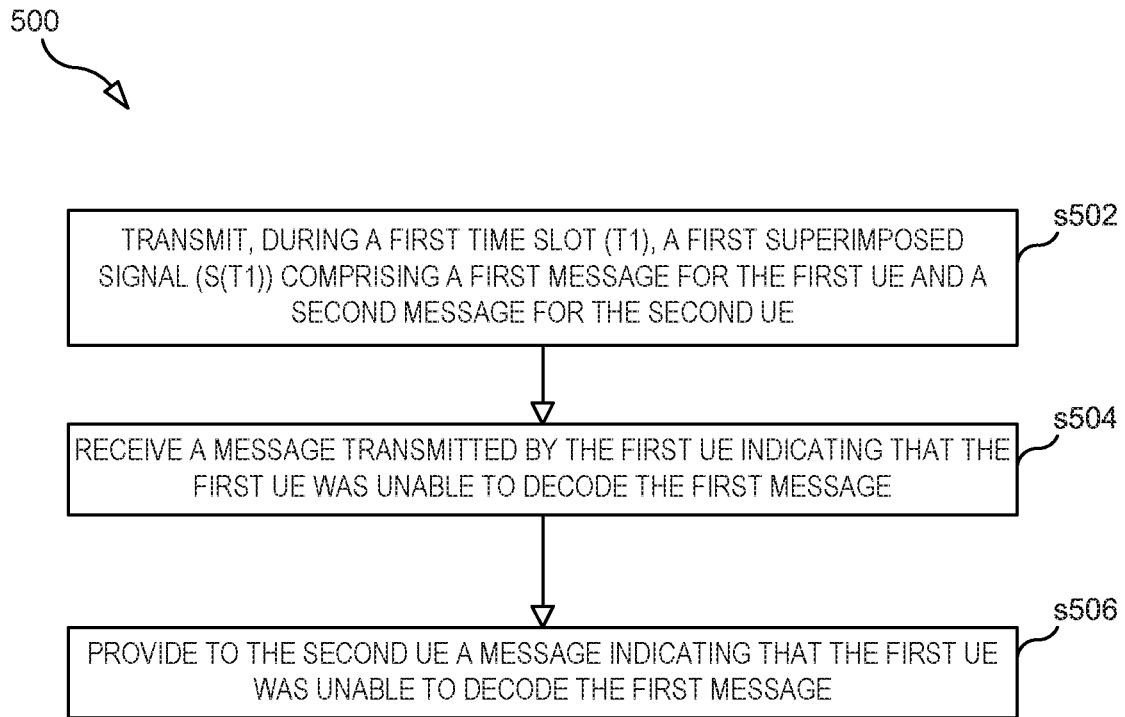 500
s502
TRANSMIT, DURING A FIRST TIME SLOT (T1), A FIRST SUPERIMPOSED
SIGNAL (S(T1)) COMPRISING A FIRST MESSAGE FOR THE FIRST UE AND A
SECOND MESSAGE FOR THE SECOND UE
s504
RECEIVE A MESSAGE TRANSMITTED BY THE FIRST UE INDICATING THAT THE
FIRST UE WAS UNABLE TO DECODE THE FIRST MESSAGE
s506
PROVIDE TO THE SECOND UE A MESSAGE INDICATING THAT THE FIRST UE
WAS UNABLE TO DECODE THE FIRST MESSAGE